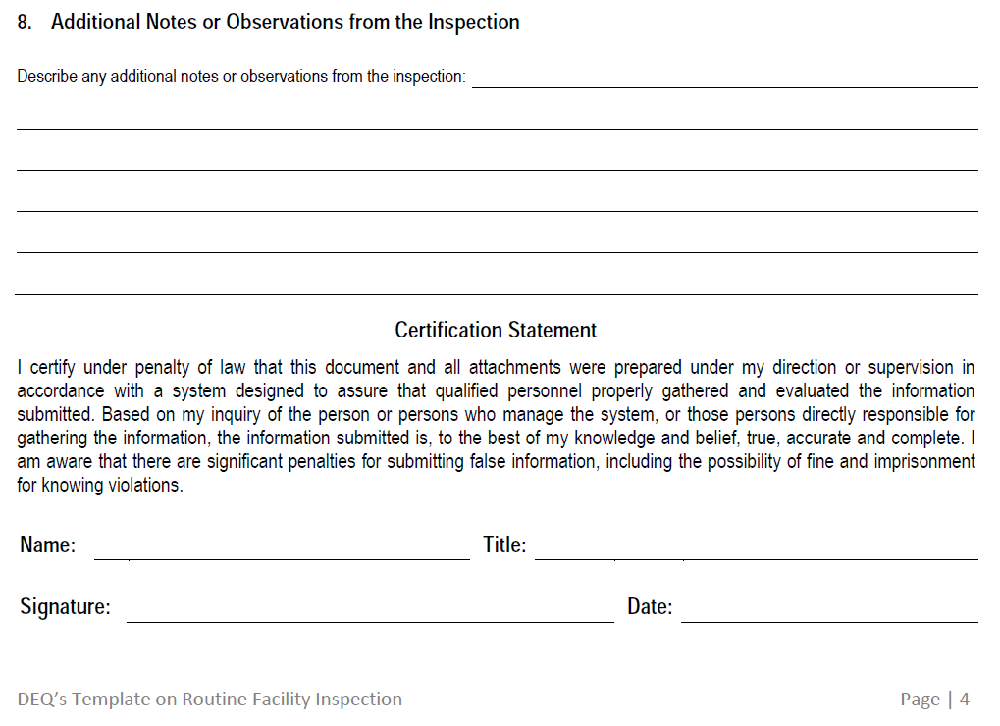 8. Additional Notes or Observations from the Inspection
Describe any additional notes or observations from the inspection:
Certification Statement
I certify under penalty of law that this document and all attachments were prepared under my direction or supervision in
accordance with a system designed to assure that qualified personnel properly gathered and evaluated the information
submitted. Based on my inquiry of the person or persons who manage the system, or those persons directly responsible for
gathering the information, the information submitted is, to the best of my knowledge and belief, true, accurate and complete. I
am aware that there are significant penalties for submitting false information, including the possibility of fine and imprisonment
for knowing violations.
Name: Title:
Signature: Date:
DEQ’s Template on Routine Facility Inspection Page | 4